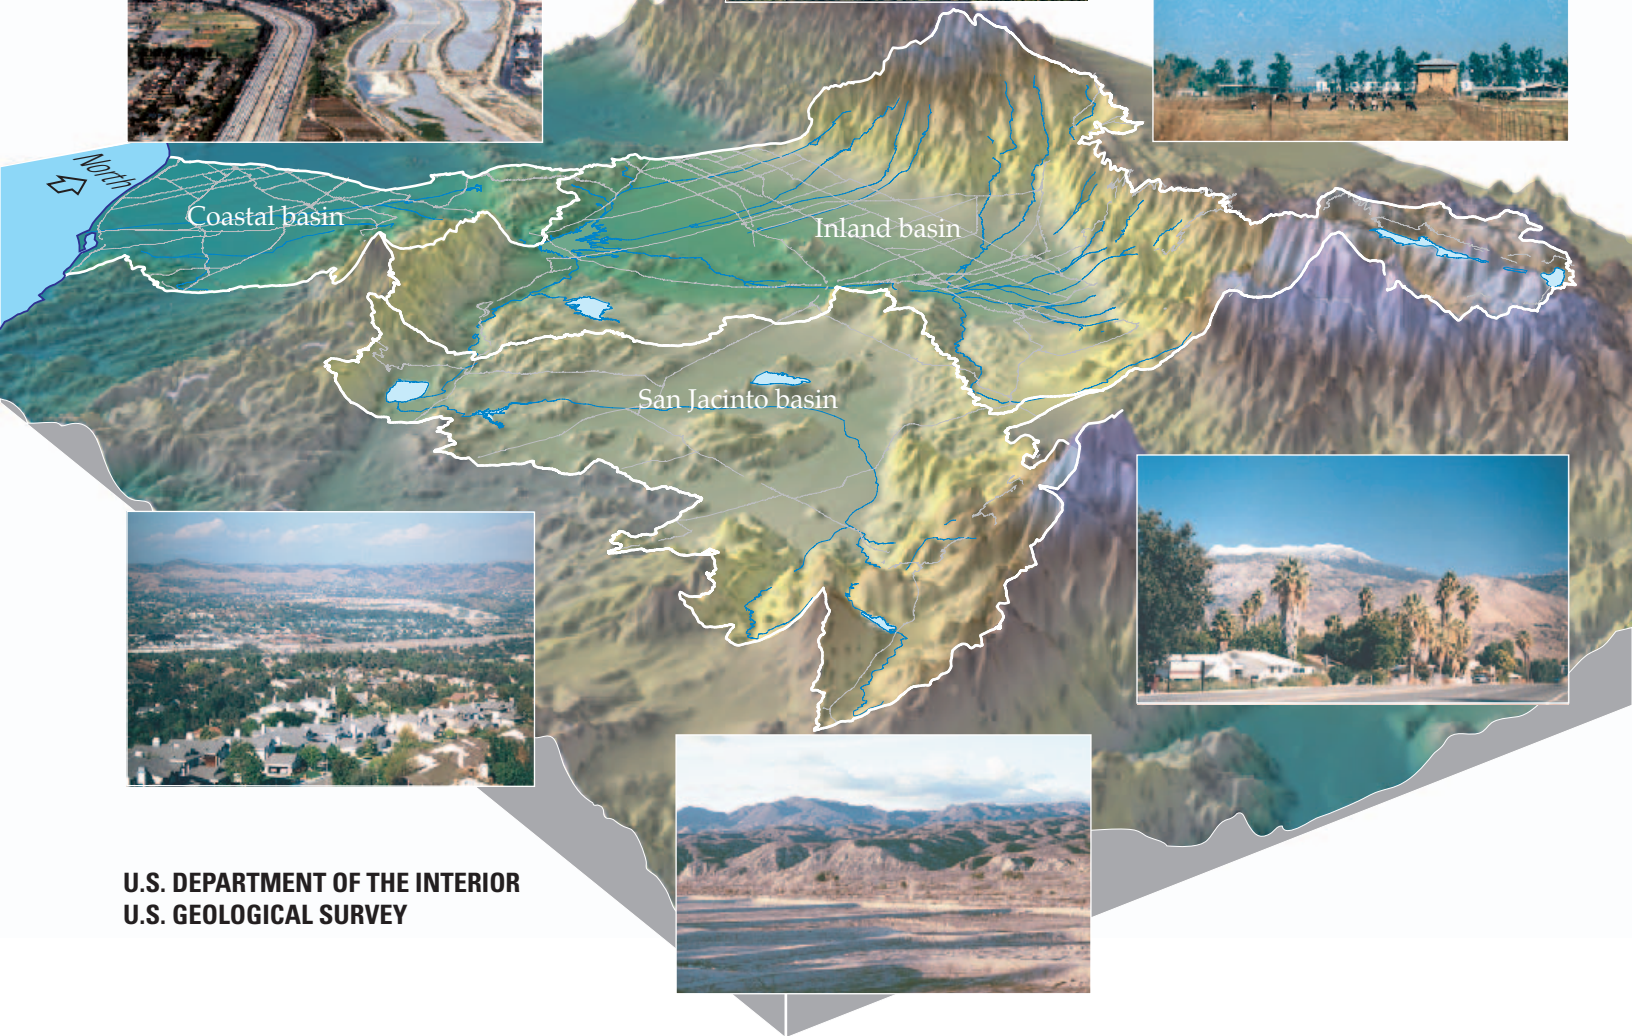 North
Coastal basin
Inland basin
San Jacinto basin
U.S. DEPARTMENT OF THE INTERIOR
U.S. GEOLOGICAL SURVEY